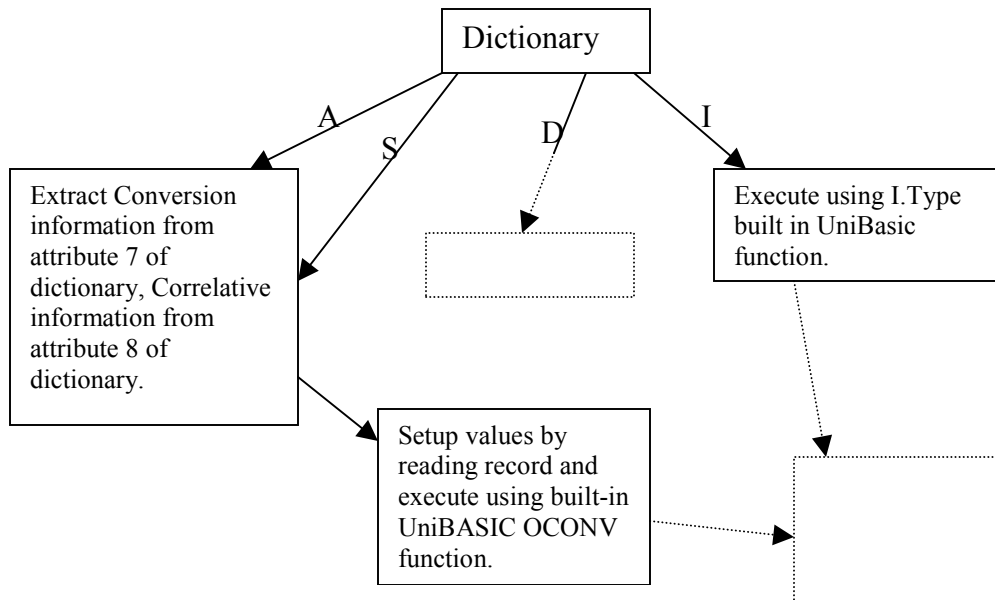 Dictionary
A
S
D
I
Extract Conversion
information from
attribute 7 of
dictionary, Correlative
information from
attribute 8 of
dictionary.
Execute using I.Type
built in UniBasic
function.
Setup values by
reading record and
execute using built-in
UniBASIC OCONV
function.